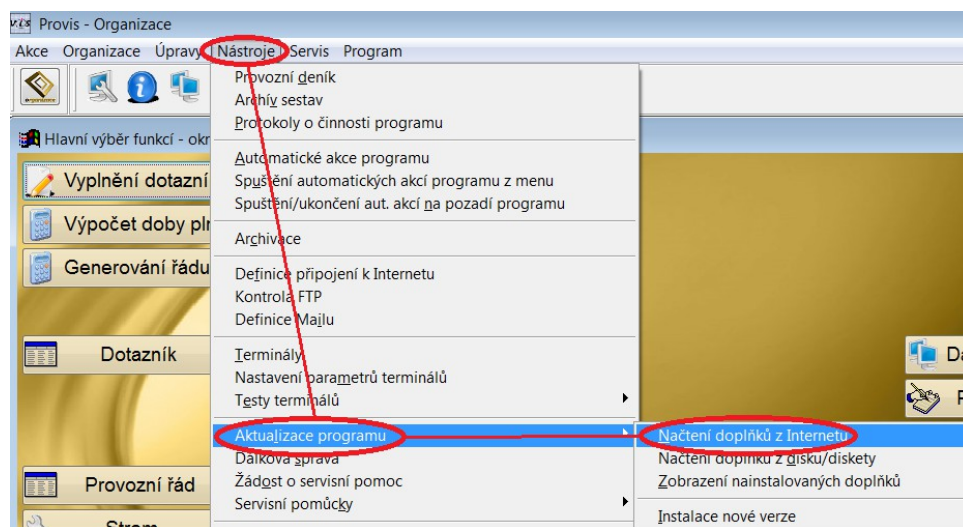 vis Provis - Organizace
Akce Organizace Úpravy Nástroje Servis Program
Provozní deník
Archív sestav
Protokoly o činnosti programu
Hlavní výběr funkcí - okr
Automatické akce programu
Vyplnění dotazní
Spuštění automatických akcí programu z menu
Spuštění/ukončení aut. akcí na pozadí programu
Výpočet doby pln
Archivace
Generování řádu
Definice připojení k Internetu
Kontrola FTP
Definice Mailu
Dotazník
Terminály
Nastavení parametrů terminálů
Testy terminálů
Aktualizace programu
Načtení doplňků z Internetu
Dálková správa
Načtení doplňků z disku/diskety
Žádost o servisní pomoc
Zobrazení nainstalovaných doplňků
Provozní řád
Servisní pomůcky
Instalace nové verze
Strom